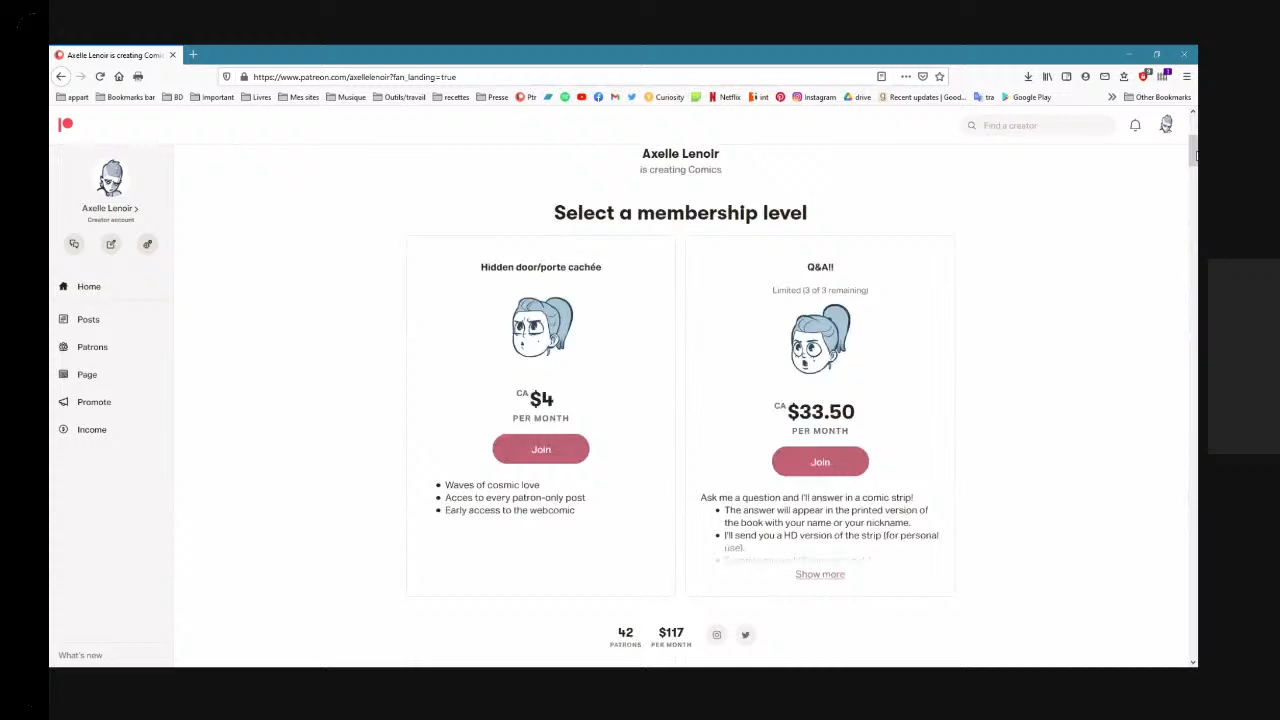 Axelle Lenoir is creating Comic
https://www.patreon.com/axellelenoir?fan_landing=true
appart Bookmarks bar BD Important Livres Mes sites Musique Outils/travail recettes Presse Ptr Curiosity Netflix int Instagram drive Recent updates | Good... tra Google Play Other Bookmarks
Find a creator
Axelle Lenoir
is creating Comics
Axelle Lenoir
Creator account
Home
Posts
Patrons
Page
Promote
Income
What's new
Select a membership level
Hidden door/porte cachée
CA $4
PER MONTH
Join
Waves of cosmic love
Acces to every patron-only post
Early access to the webcomic
Q&A!!
Limited (3 of 3 remaining)
CA $33.50
PER MONTH
Join
Ask me a question and I'll answer in a comic strip!
The answer will appear in the printed version of
the book with your name or your nickname.
I'll send you a HD version of the strip (for personal
use).
Show more
42 $117
PATRONS PER MONTH